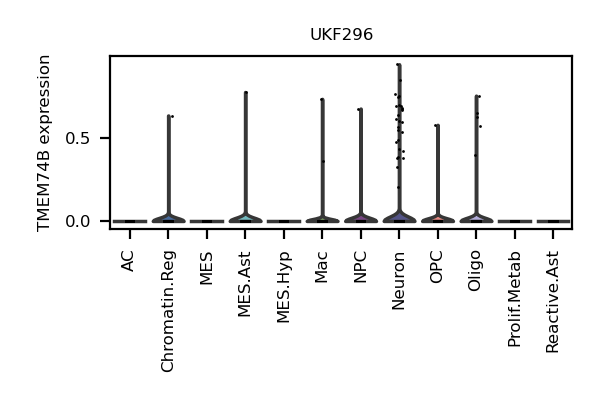 UKF296
TMEM74B expression
0.5
0.0
AC
Chromatin.Reg
MES
MES.Ast
MES.Hyp
Mac
NPC
Neuron
OPC
Oligo
Prolif.Metab
Reactive.Ast